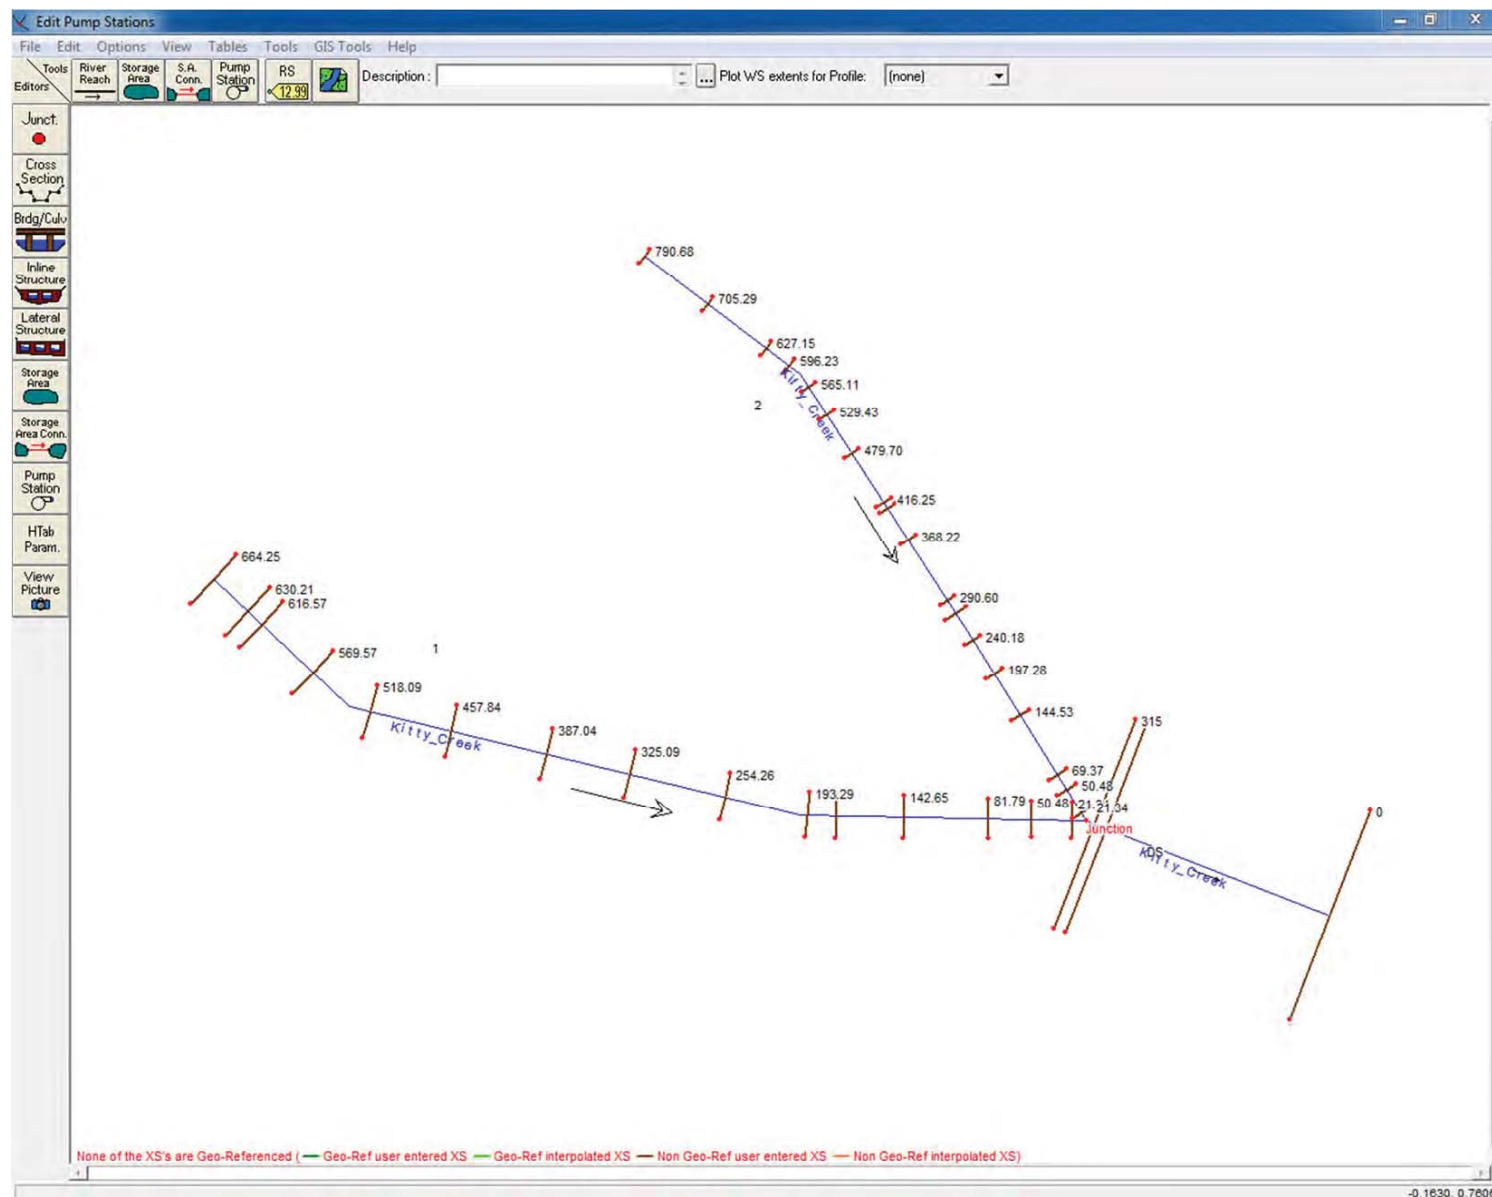 Edit Pump Stations
File Edit Options View Tables Tools GIS Tools Help
Tools
Editors
River
Reach
Storage
Area
S.A.
Conn.
Pump
Station
RS
12.99
Description :
...
Plot WS extents for Profile:
(none)
Junct.
Cross
Section
Brdg/Culv
Inline
Structure
Lateral
Structure
Storage
Area
Storage
Area Conn.
Pump
Station
HTab
Param.
View
Picture
790.68
705.29
627.15
596.23
565.11
Kitty_Creek
2
529.43
479.70
416.25
368.22
290.60
240.18
197.28
144.53
69.37
50.48
664.25
630.21
616.57
569.57
1
518.09
457.84
Kitty_Creek
387.04
325.09
254.26
193.29
142.65
81.79
50.48
21.34
315
Junction
DS
Kitty_Creek
0
None of the XS's are Geo-Referenced ( Geo-Ref user entered XS Geo-Ref interpolated XS Non Geo-Ref user entered XS Non Geo-Ref interpolated XS)